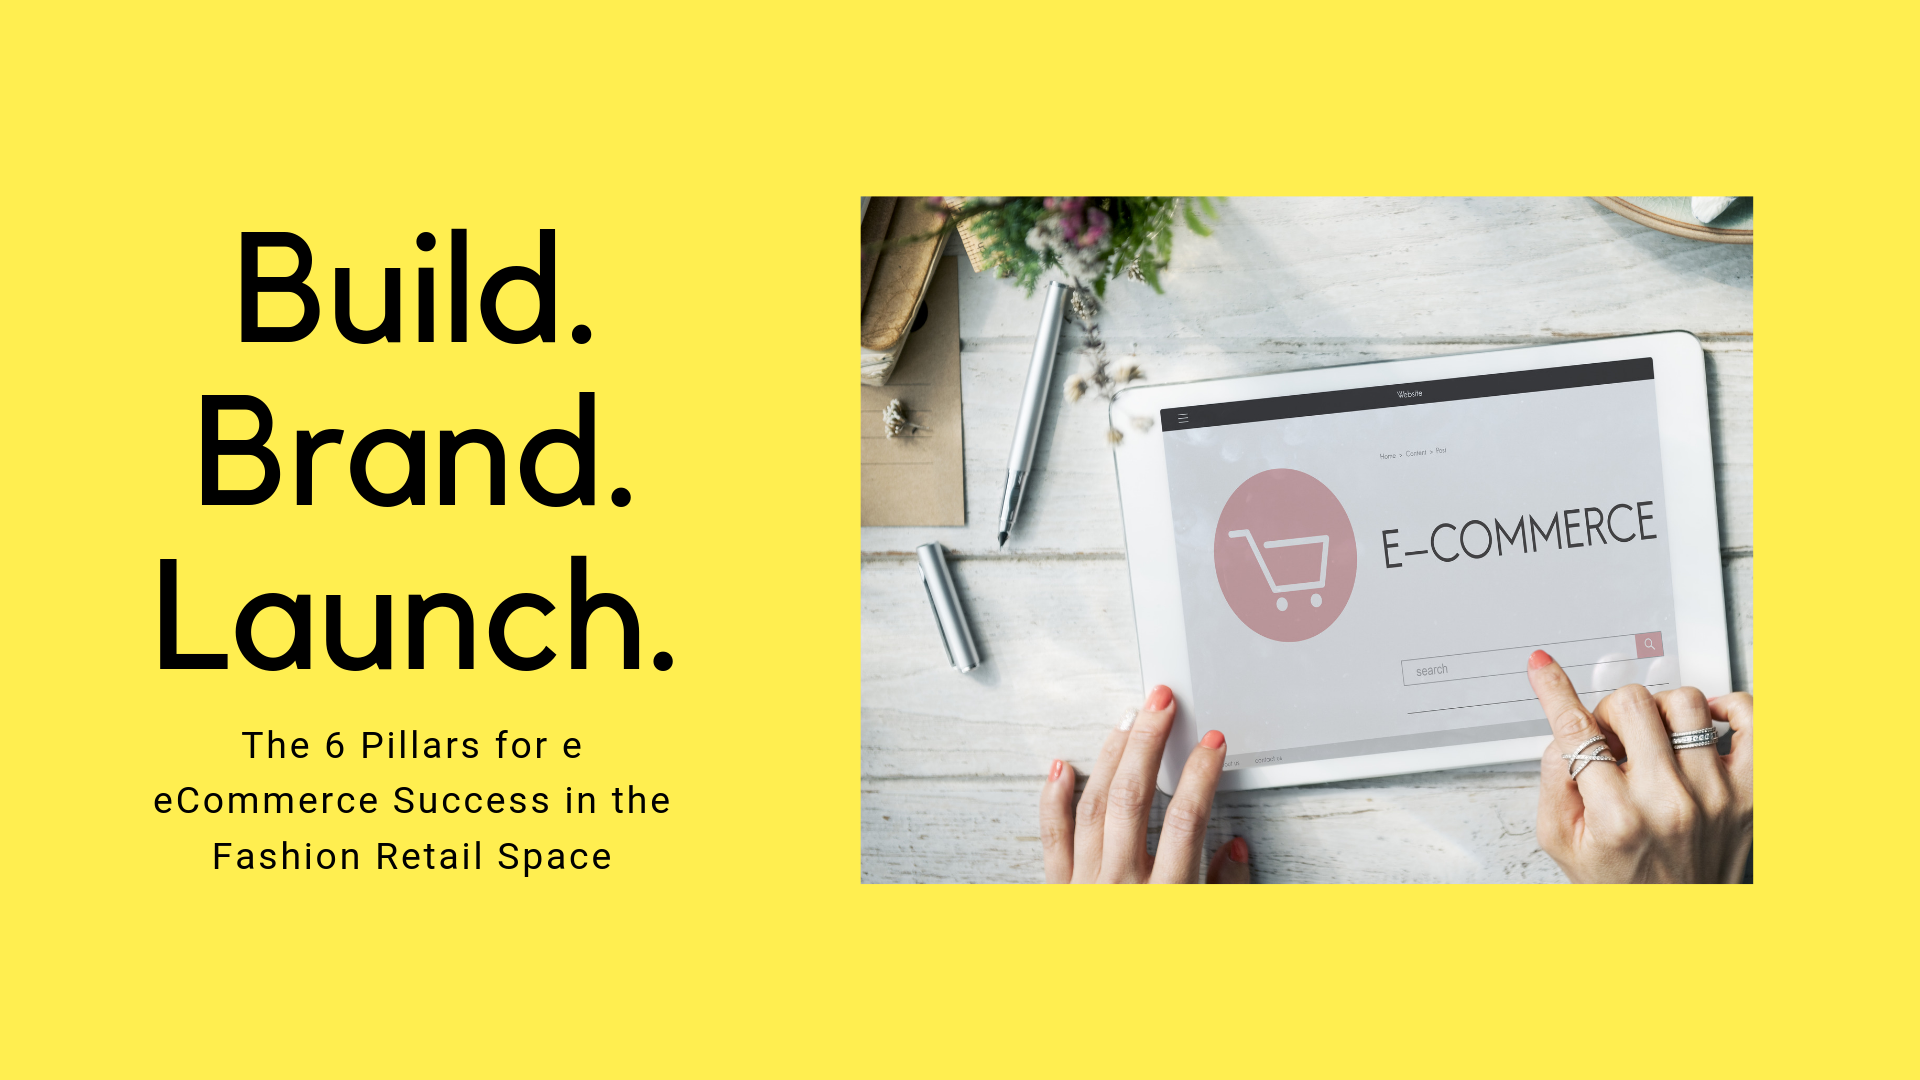 Build.
Brand.
Launch.
The 6 Pillars for e
eCommerce Success in the
Fashion Retail Space
Website
Home > Content > Post
E-COMMERCE
search
contact us